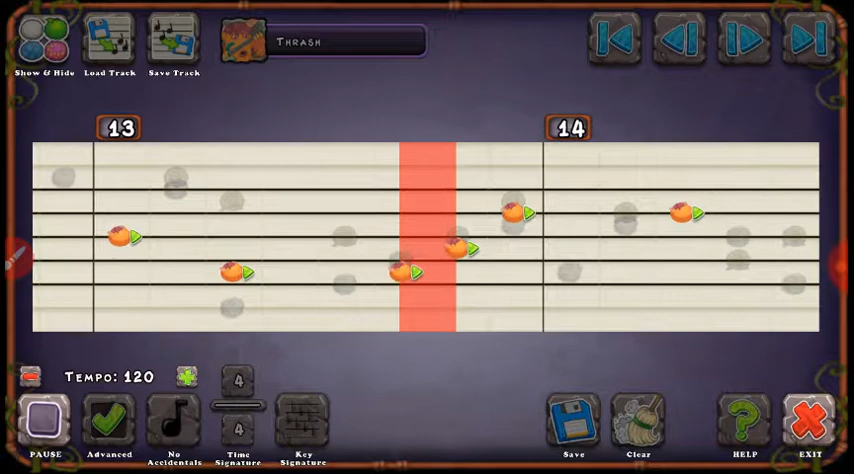 THRASH
Show & Hide
Load Track
Save Track
13
14
TEMPO: 120
4
4
PAUSE
Advanced
No
Accidentals
Time
Signature
Key
Signature
Save
Clear
?
HELP
EXIT